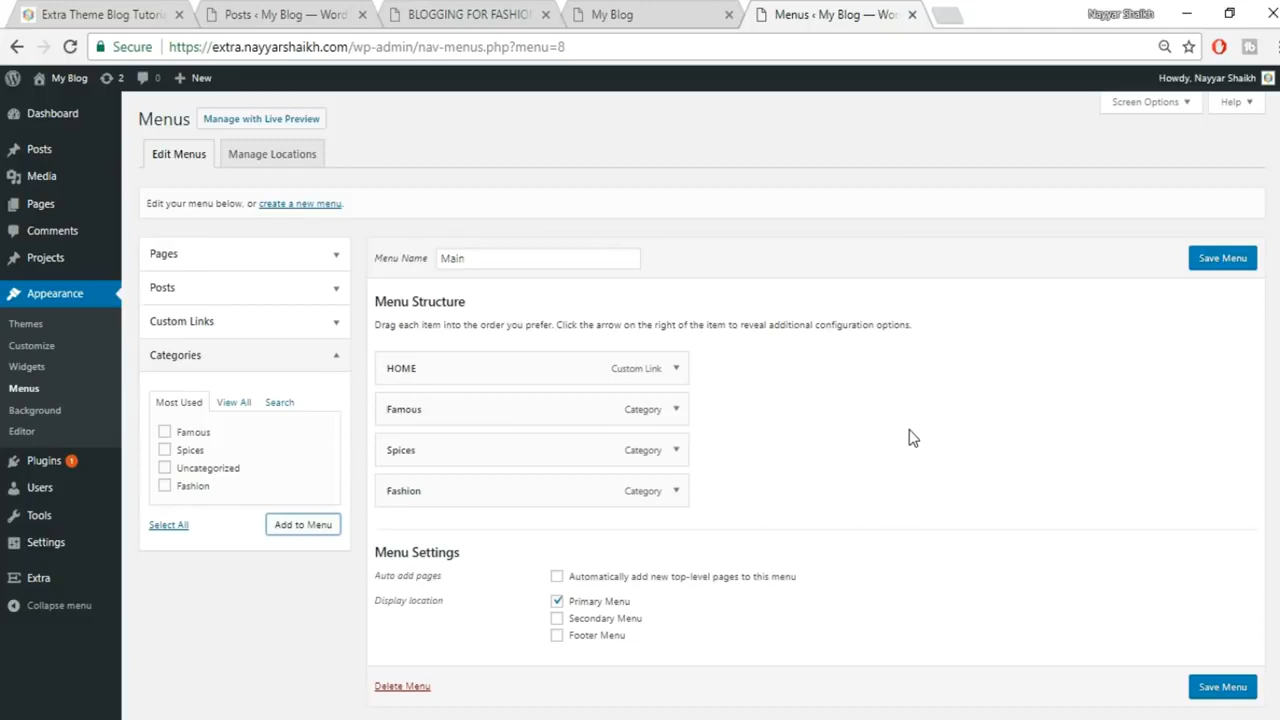 Extra Theme Blog Tutori
Posts ‹ My Blog — Word
BLOGGING FOR FASHIO
My Blog
Menus ‹ My Blog — Wor
Nayyar Shaikh
Secure
https://extra.nayyarshaikh.com/wp-admin/nav-menus.php?menu=8
My Blog
2
0
New
Howdy, Nayyar Shaikh
Dashboard
Posts
Media
Pages
Comments
Projects
Appearance
Themes
Customize
Widgets
Menus
Background
Editor
Plugins 1
Users
Tools
Settings
Extra
Collapse menu
Screen Options
Help
Menus
Manage with Live Preview
Edit Menus
Manage Locations
Edit your menu below, or create a new menu.
Pages
Posts
Custom Links
Categories
Most Used
View All
Search
Famous
Spices
Uncategorized
Fashion
Select All
Add to Menu
Menu Name
Main
Save Menu
Menu Structure
Drag each item into the order you prefer. Click the arrow on the right of the item to reveal additional configuration options.
HOME Custom Link
Famous Category
Spices Category
Fashion Category
Menu Settings
Auto add pages
Automatically add new top-level pages to this menu
Display location
Primary Menu
Secondary Menu
Footer Menu
Delete Menu
Save Menu